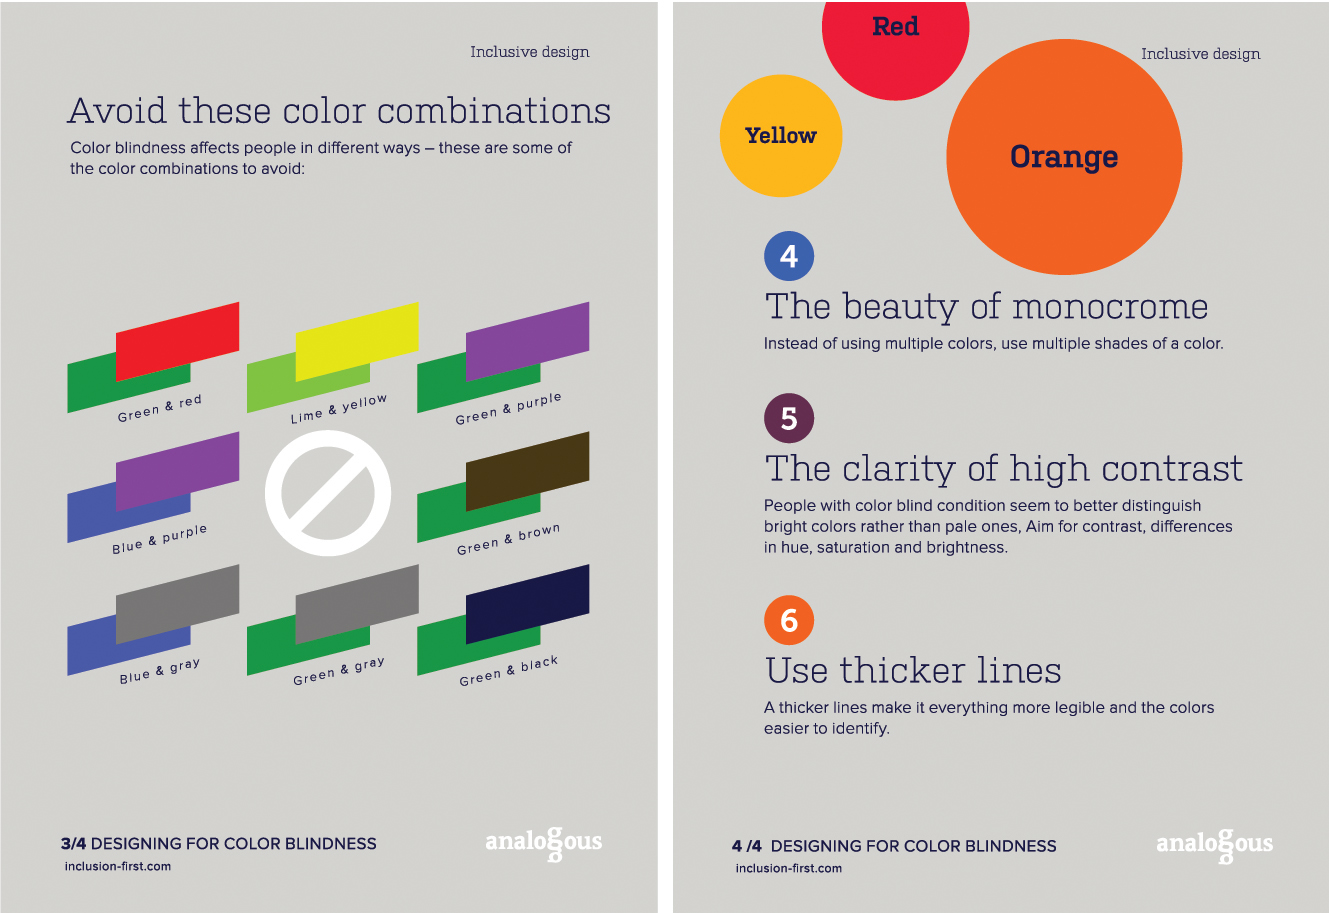 Inclusive design
Avoid these color combinations
Color blindness affects people in different ways – these are some of
the color combinations to avoid:
Green & red
Lime & yellow
Green & purple
Blue & purple
Green & brown
Blue & gray
Green & gray
Green & black
3/4 DESIGNING FOR COLOR BLINDNESS
inclusion-first.com
analogous
Red
Inclusive design
Yellow
Orange
4
The beauty of monocrome
Instead of using multiple colors, use multiple shades of a color.
5
The clarity of high contrast
People with color blind condition seem to better distinguish
bright colors rather than pale ones, Aim for contrast, differences
in hue, saturation and brightness.
6
Use thicker lines
A thicker lines make it everything more legible and the colors
easier to identify.
4 /4 DESIGNING FOR COLOR BLINDNESS
inclusion-first.com
analogous